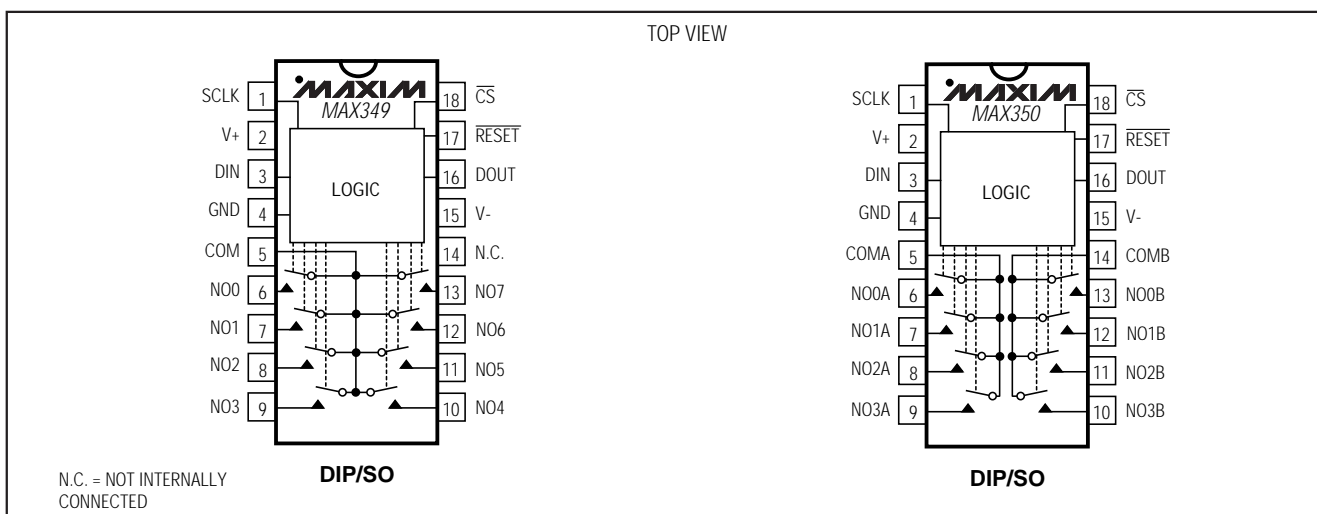 TOP VIEW
MAXIM
MAX349
SCLK 1
V+ 2
DIN 3
GND 4
COM 5
NO0 6
NO1 7
NO2 8
NO3 9
18 CS
17 RESET
16 DOUT
15 V-
14 N.C.
13 NO7
12 NO6
11 NO5
10 NO4
LOGIC
DIP/SO
N.C. = NOT INTERNALLY
CONNECTED
MAXIM
MAX350
SCLK 1
V+ 2
DIN 3
GND 4
COMA 5
NO0A 6
NO1A 7
NO2A 8
NO3A 9
18 CS
17 RESET
16 DOUT
15 V-
14 COMB
13 NO0B
12 NO1B
11 NO2B
10 NO3B
LOGIC
DIP/SO